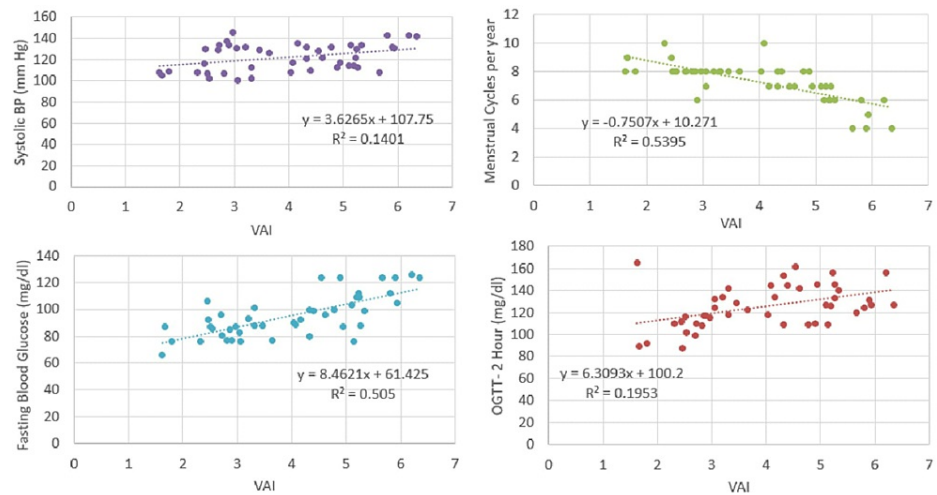 Systolic BP (mm Hg)
160
140
120
100
80
60
40
20
0
y = 3.6265x + 107.75
R² = 0.1401
0 1 2 3 4 5 6 7
VAI
Menstrual Cycles per year
12
10
8
6
4
2
0
y = -0.7507x + 10.271
R² = 0.5395
0 1 2 3 4 5 6 7
VAI
Fasting Blood Glucose (mg/dl)
140
120
100
80
60
40
20
0
y = 8.4621x + 61.425
R² = 0.505
0 1 2 3 4 5 6 7
VAI
OGTT- 2 Hour (mg/dl)
180
160
140
120
100
80
60
40
20
0
y = 6.3093x + 100.2
R² = 0.1953
0 1 2 3 4 5 6 7
VAI